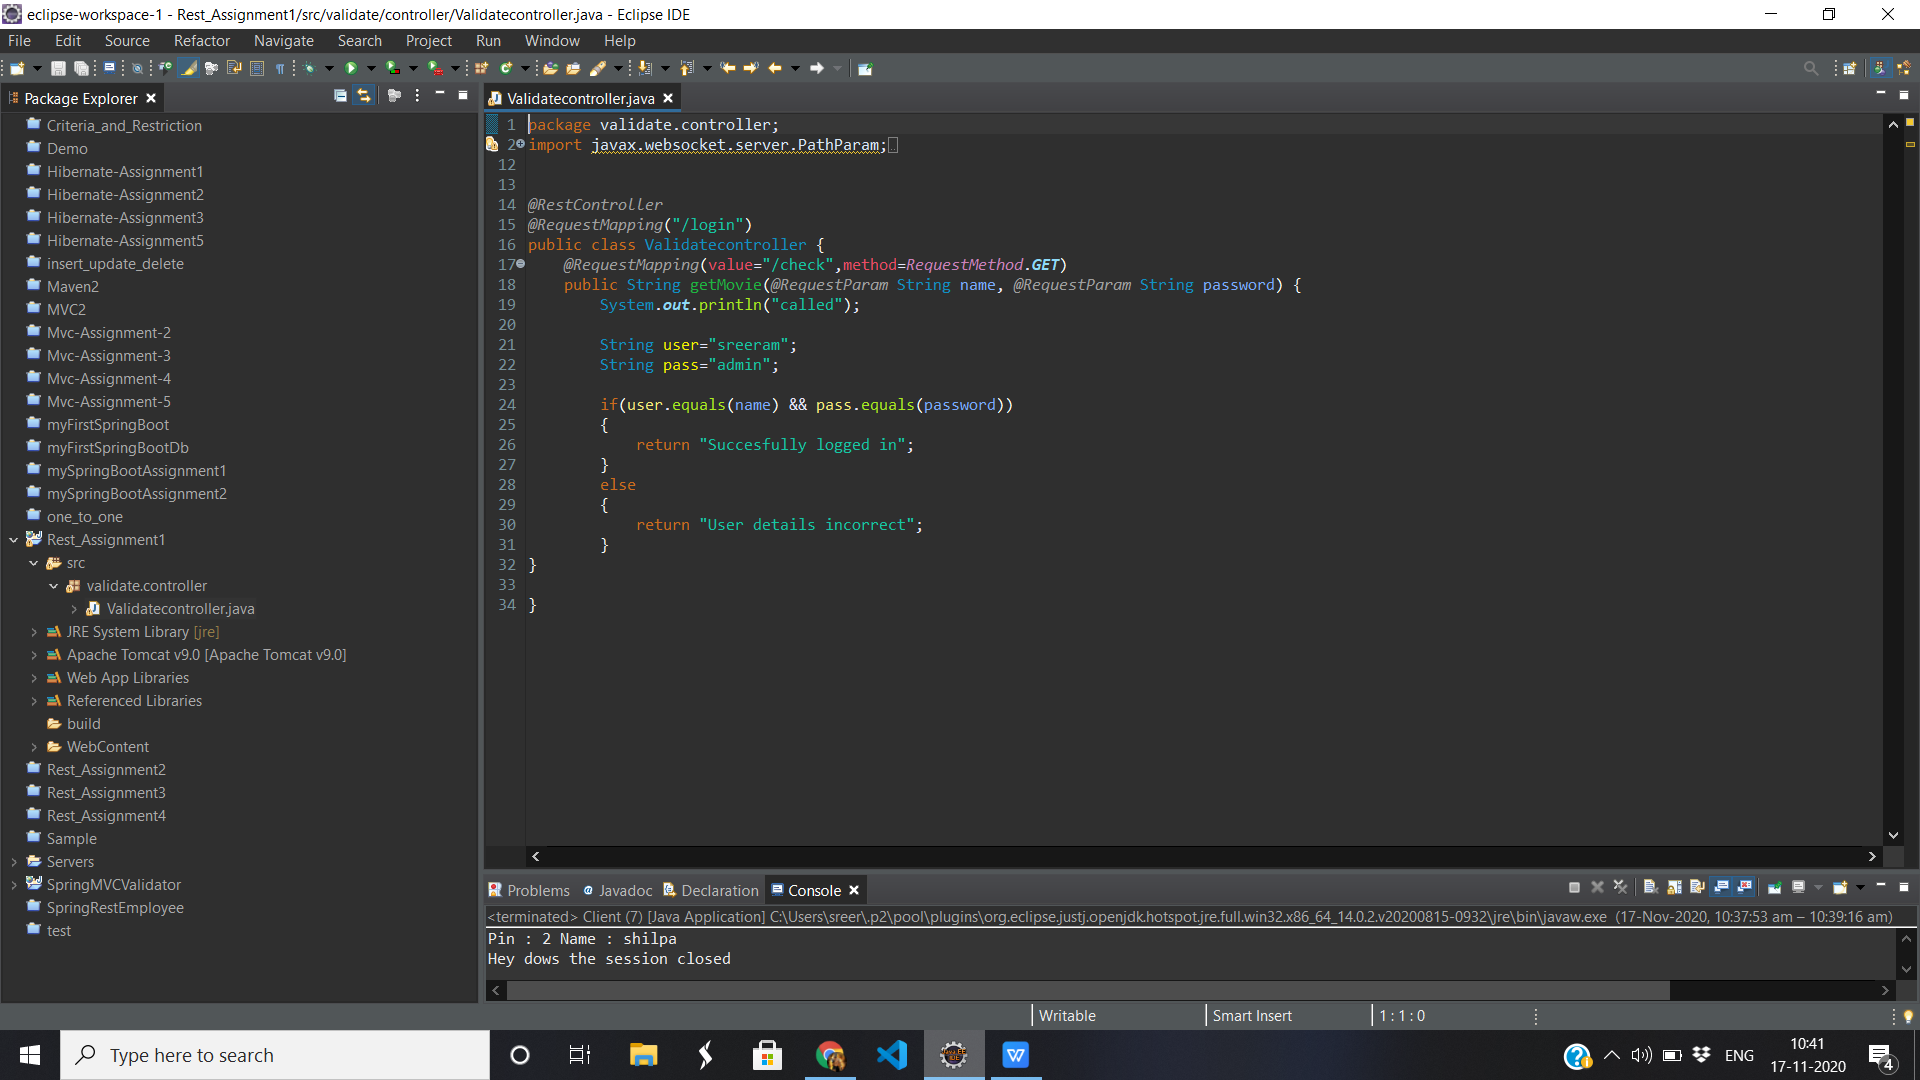 eclipse-workspace-1 - Rest_Assignment1/src/validate/controller/Validatecontroller.java - Eclipse IDE
File Edit Source Refactor Navigate Search Project Run Window Help
Package Explorer
Criteria_and_Restriction
Demo
Hibernate-Assignment1
Hibernate-Assignment2
Hibernate-Assignment3
Hibernate-Assignment5
insert_update_delete
Maven2
MVC2
Mvc-Assignment-2
Mvc-Assignment-3
Mvc-Assignment-4
Mvc-Assignment-5
myFirstSpringBoot
myFirstSpringBootDb
mySpringBootAssignment1
mySpringBootAssignment2
one_to_one
Rest_Assignment1
src
validate.controller
Validatecontroller.java
JRE System Library [jre]
Apache Tomcat v9.0 [Apache Tomcat v9.0]
Web App Libraries
Referenced Libraries
build
WebContent
Rest_Assignment2
Rest_Assignment3
Rest_Assignment4
Sample
Servers
SpringMVCValidator
SpringRestEmployee
test
Validatecontroller.java
1 package validate.controller;
2 import javax.websocket.server.PathParam;
12
13
14 @RestController
15 @RequestMapping("/login")
16 public class Validatecontroller {
17 @RequestMapping(value="/check",method=RequestMethod.GET)
18 public String getMovie(@RequestParam String name, @RequestParam String password) {
19 System.out.println("called");
20
21 String user="sreeram";
22 String pass="admin";
23
24 if(user.equals(name) && pass.equals(password))
25 {
26 return "Succesfully logged in";
27 }
28 else
29 {
30 return "User details incorrect";
31 }
32 }
33
34 }
Problems Javadoc Declaration Console
<terminated> Client (7) [Java Application] C:\Users\sreer\.p2\pool\plugins\org.eclipse.justj.openjdk.hotspot.jre.full.win32.x86_64_14.0.2.v20200815-0932\jre\bin\javaw.exe (17-Nov-2020, 10:37:53 am – 10:39:16 am)
Pin : 2 Name : shilpa
Hey dows the session closed
Writable Smart Insert 1 : 1 : 0
Type here to search
ENG
10:41
17-11-2020
4